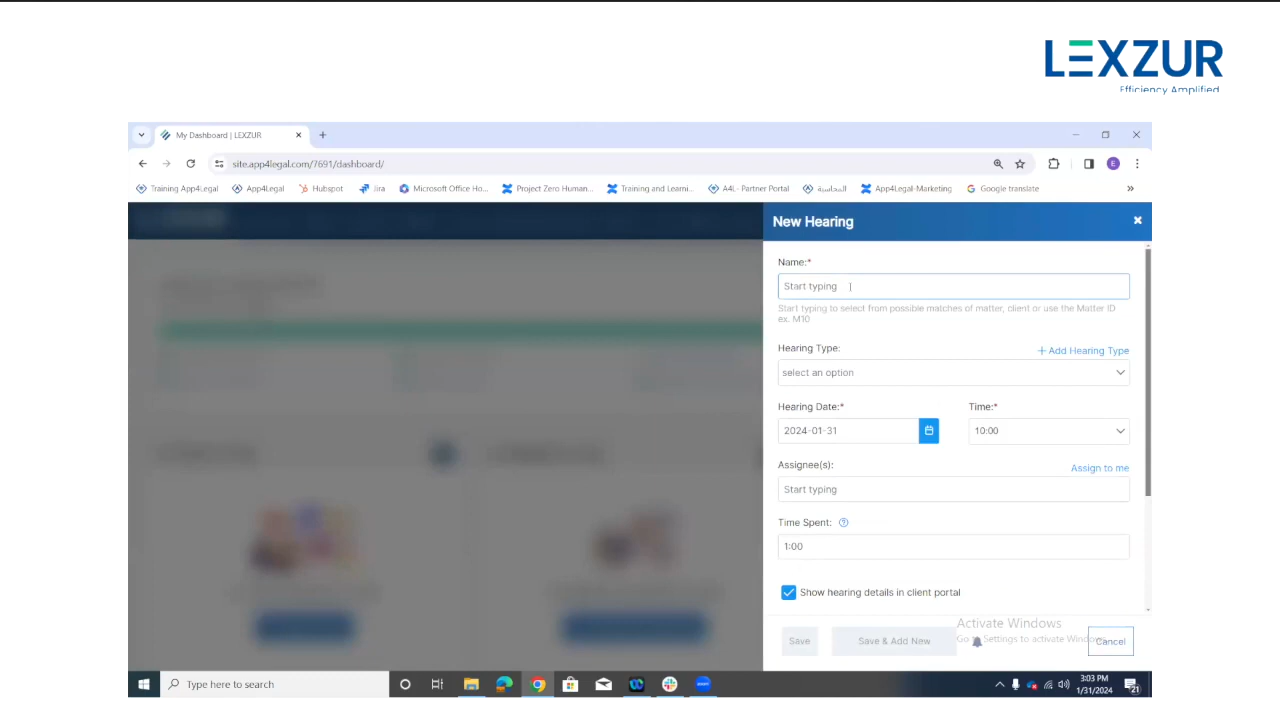 LEXZUR
Efficiency Amplified
My Dashboard | LEXZUR
site.app4legal.com/7691/dashboard/
E
Training App4Legal App4Legal Hubspot Jira Microsoft Office Ho... Project Zero Human... Training and Learni... A4L- Partner Portal المحاسبة App4Legal-Marketing Google translate
New Hearing
Name:*
Start typing
Start typing to select from possible matches of matter, client or use the Matter ID
ex. M10
Hearing Type: + Add Hearing Type
select an option
Hearing Date:* Time:*
2024-01-31 10:00
Assignee(s): Assign to me
Start typing
Time Spent:
1:00
Show hearing details in client portal
Activate Windows
Save Save & Add New Go to Settings to activate Windows. Cancel
Type here to search
3:03 PM
1/31/2024
21